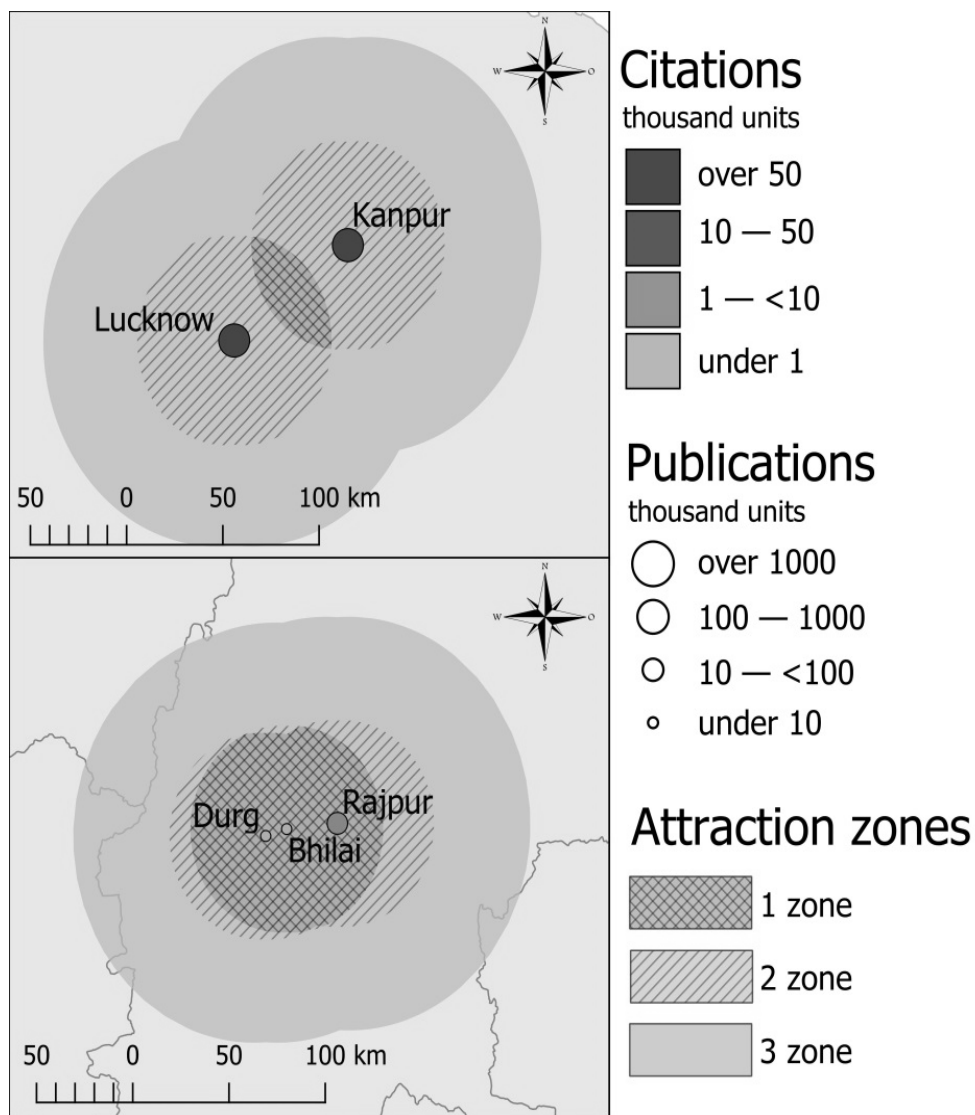 N
W
O
S
Kanpur
Lucknow
50 0 50 100 km
N
W
O
S
Durg
Rajpur
Bhilai
50 0 50 100 km
Citations
thousand units
over 50
10 — 50
1 — <10
under 1
Publications
thousand units
over 1000
100 — 1000
10 — <100
under 10
Attraction zones
1 zone
2 zone
3 zone